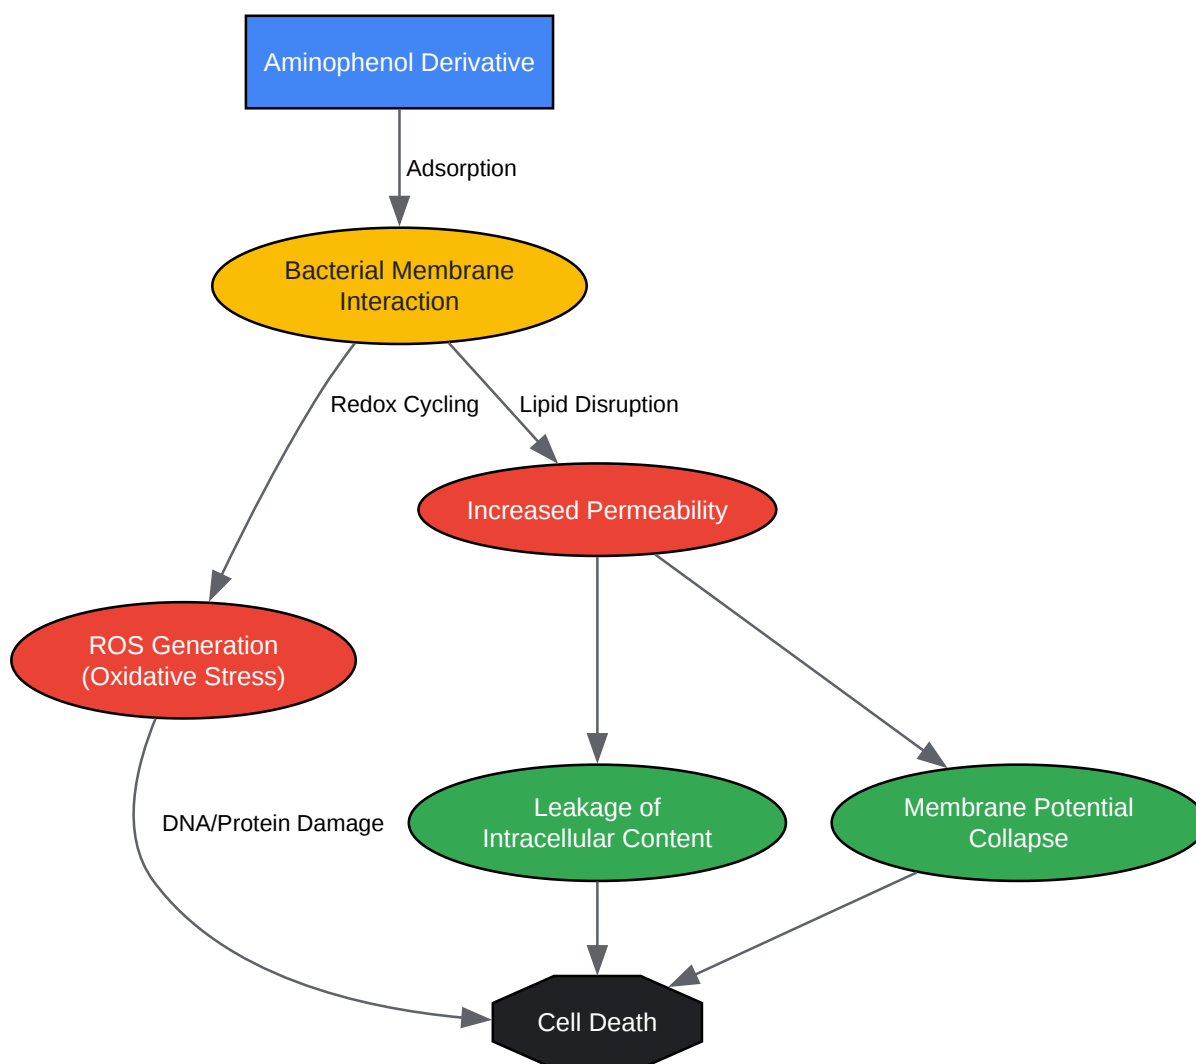 Aminophenol Derivative
Adsorption
Bacterial Membrane
Interaction
Redox Cycling
Lipid Disruption
Increased Permeability
ROS Generation
(Oxidative Stress)
DNA/Protein Damage
Leakage of
Intracellular Content
Membrane Potential
Collapse
Cell Death